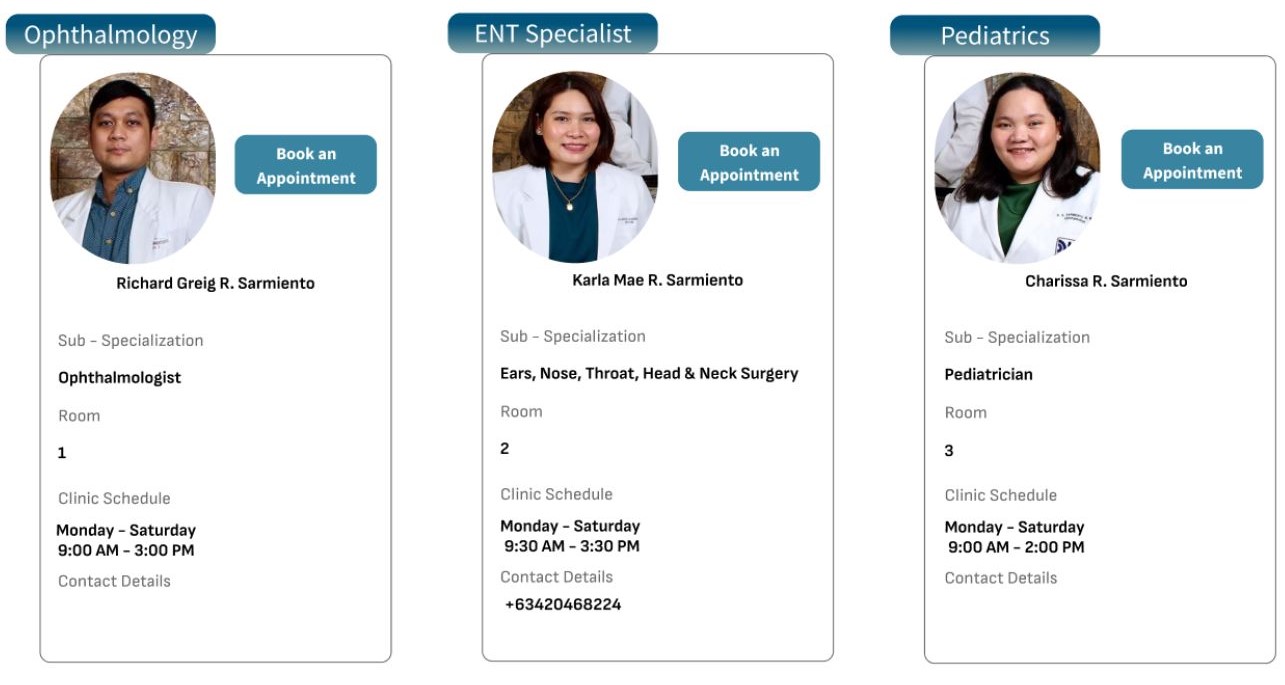 Ophthalmology
Book an
Appointment
Richard Greig R. Sarmiento
Sub - Specialization
Ophthalmologist
Room
1
Clinic Schedule
Monday - Saturday
9:00 AM - 3:00 PM
Contact Details
ENT Specialist
Book an
Appointment
Karla Mae R. Sarmiento
Sub - Specialization
Ears, Nose, Throat, Head & Neck Surgery
Room
2
Clinic Schedule
Monday - Saturday
9:30 AM - 3:30 PM
Contact Details
+63420468224
Pediatrics
Book an
Appointment
Charissa R. Sarmiento
Sub - Specialization
Pediatrician
Room
3
Clinic Schedule
Monday - Saturday
9:00 AM - 2:00 PM
Contact Details